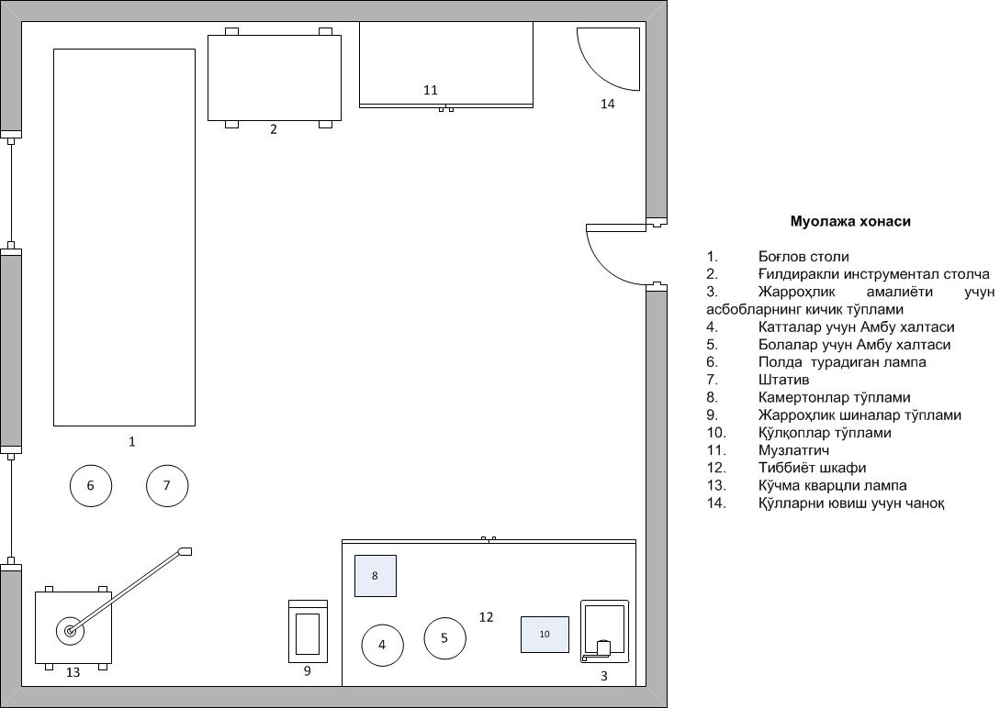 11
14
2
Муолажа хонаси
1. Боғлов столи
2. Ғилдиракли инструментал столча
3. Жарроҳлик амалиёти учун
асбобларнинг кичик тўплами
4. Катталар учун Амбу халтаси
5. Болалар учун Амбу халтаси
6. Полда турадиган лампа
7. Штатив
8. Камертонлар тўплами
9. Жарроҳлик шиналар тўплами
10. Қўлқоплар тўплами
11. Музлатгич
12. Тиббиёт шкафи
13. Кўчма кварцли лампа
14. Қўлларни ювиш учун чаноқ
1
6 7
8
12
10
4 5
13
9
3